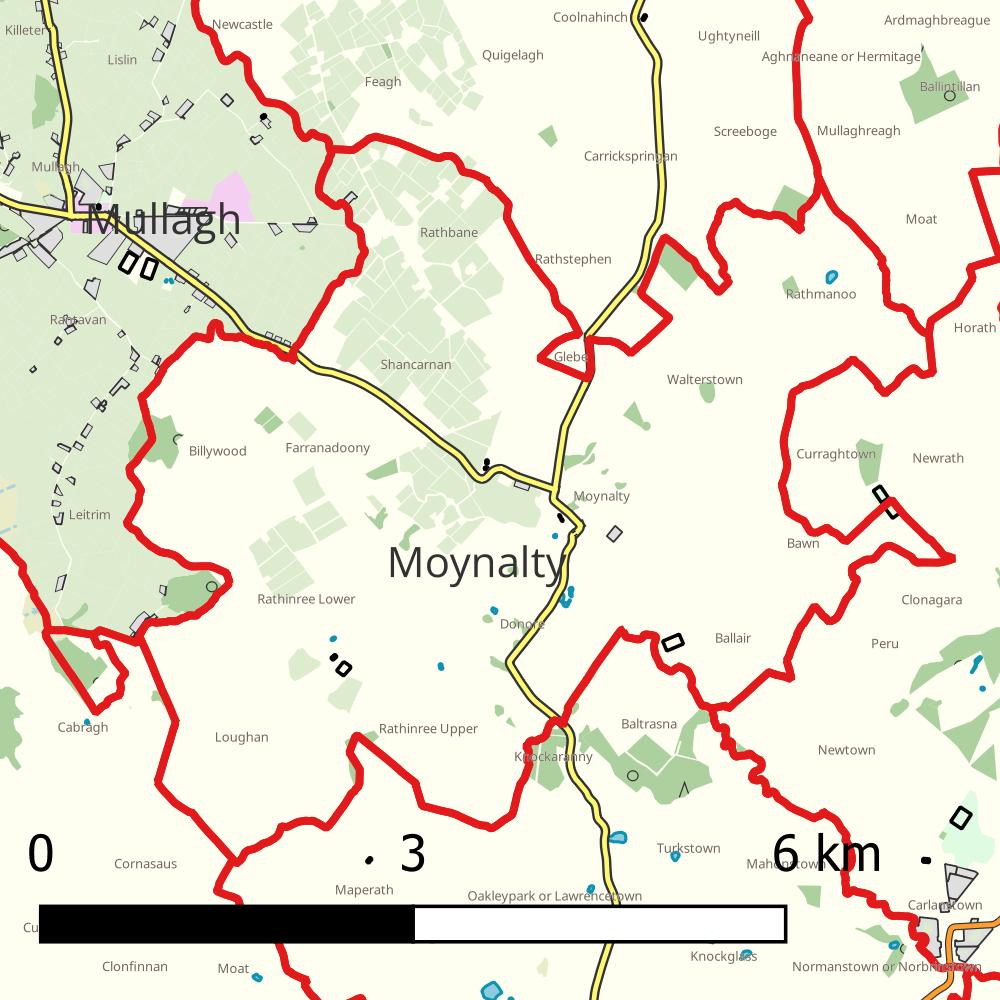 Newcastle
Coolnahinch
Ardmaghbreague
Killeter
Ughtyneill
Lislin
Quigelagh
Aghnaneane or Hermitage
Feagh
Ballintillan
Screeboge
Mullaghreagh
Carrickspringan
Mullagh
Mullagh
Moat
Rathbane
Rathstephen
Rathmanoo
Rantavan
Horath
Glebe
Shancarnan
Walterstown
Billywood
Farranadoony
Curraghtown
Newrath
Moynalty
Leitrim
Bawn
Moynalty
Rathinree Lower
Clonagara
Donore
Ballair
Peru
Cabragh
Rathinree Upper
Baltrasna
Loughan
Newtown
Knockaranny
0 3 6 km
Turkstown
Cornasaus
Mahonstown
Maperath
Oakleypark or Lawrencetown
Carlanstown
Cu
Knockglass
Clonfinnan
Moat
Normanstown or Norbrinstown